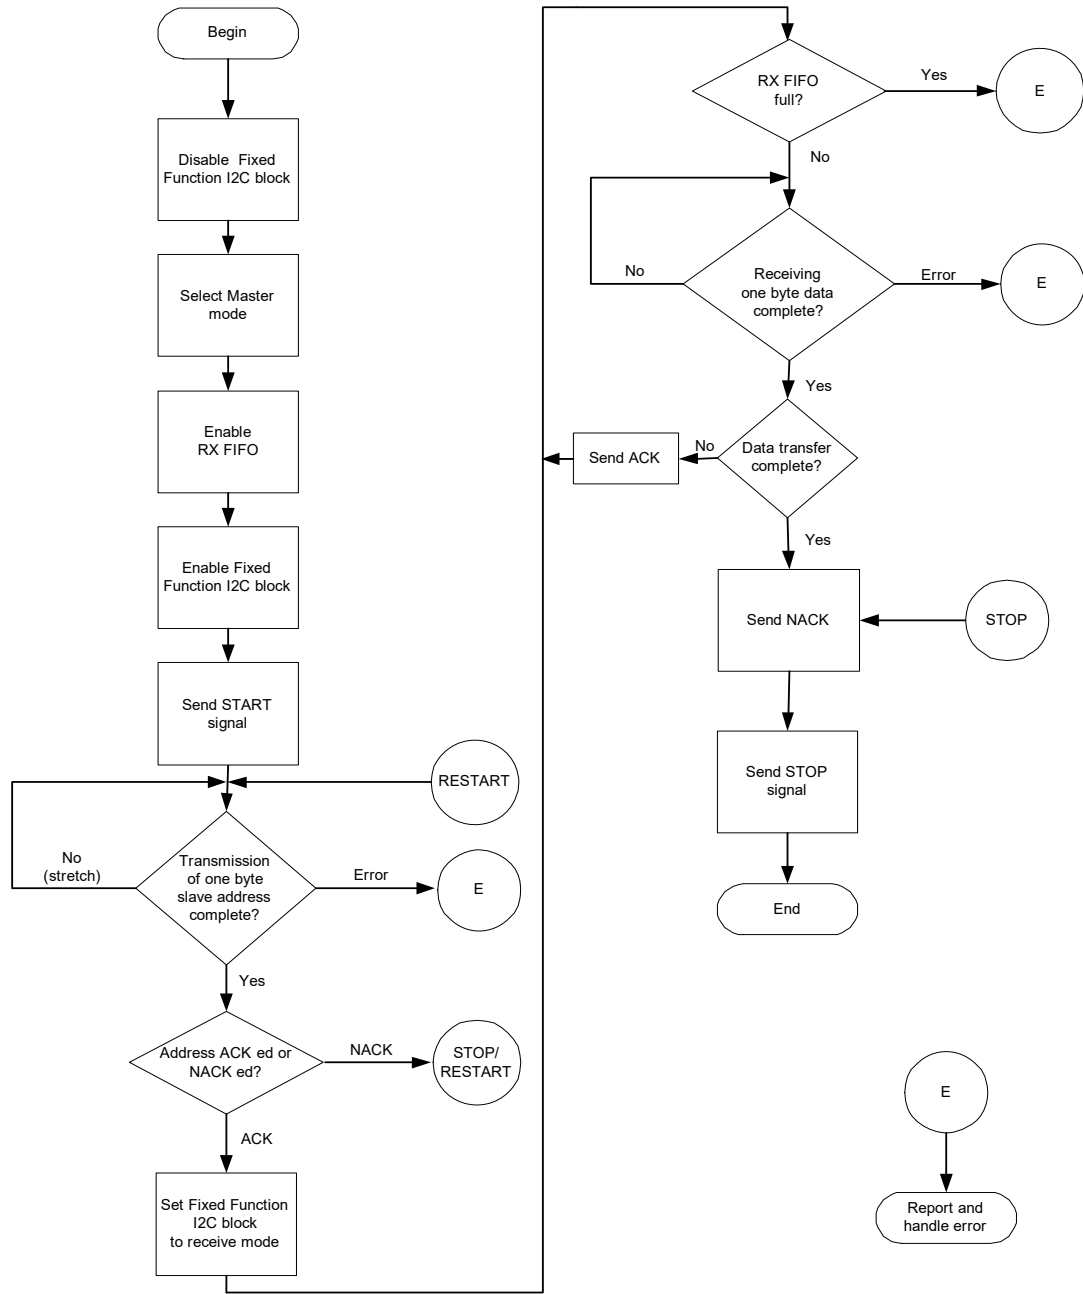 Begin
Disable Fixed
Function I2C block
Select Master
mode
Enable
RX FIFO
Enable Fixed
Function I2C block
Send START
signal
RESTART
No
(stretch)
Transmission
of one byte
slave address
complete?
Error
E
Yes
Address ACK ed or
NACK ed?
NACK
STOP/
RESTART
ACK
Set Fixed Function
I2C block
to receive mode
RX FIFO
full?
Yes
E
No
No
Receiving
one byte data
complete?
Error
E
Yes
Send ACK
No
Data transfer
complete?
Yes
Send NACK
STOP
Send STOP
signal
End
E
Report and
handle error